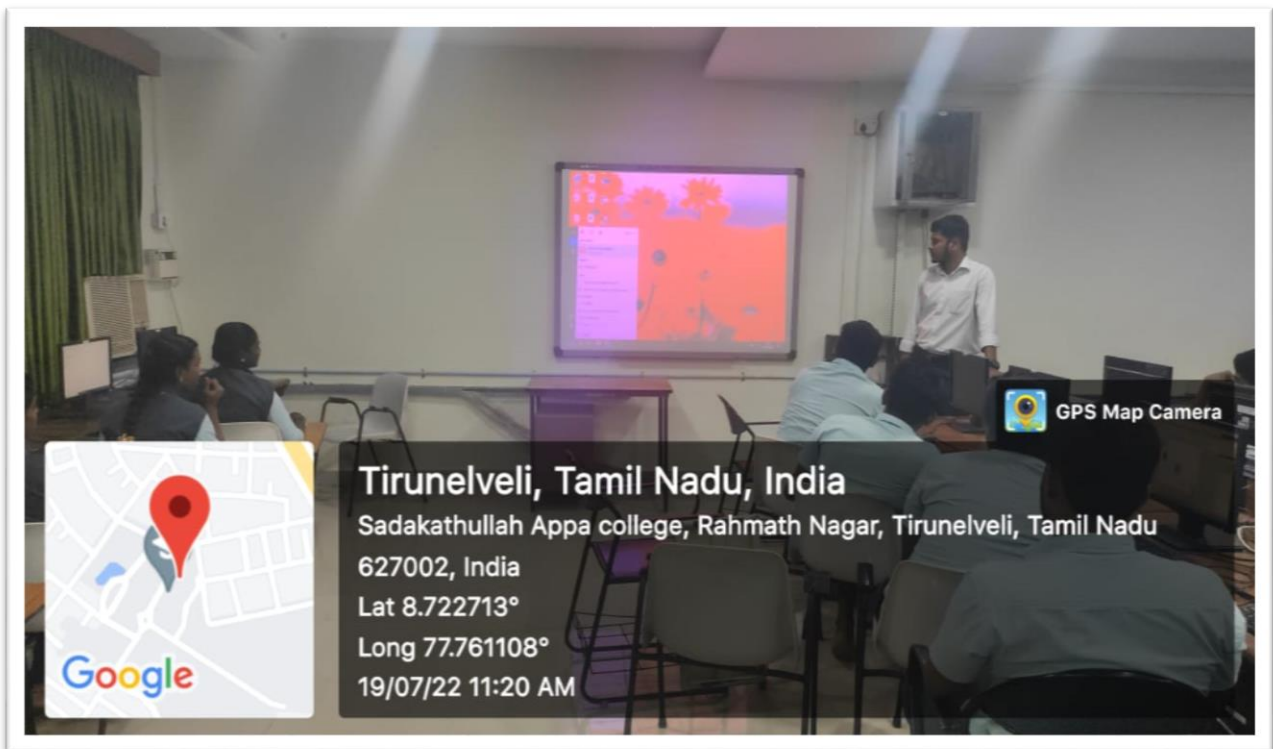 GPS Map Camera
Tirunelveli, Tamil Nadu, India
Sadakathullah Appa college, Rahmath Nagar, Tirunelveli, Tamil Nadu
627002, India
Lat 8.722713°
Long 77.761108°
19/07/22 11:20 AM
Google